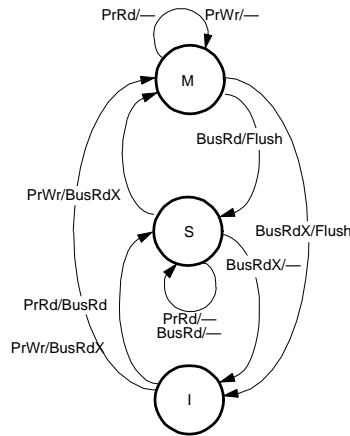 PrRd/—
PrWr/—
M
BusRd/Flush
PrWr/BusRdX
S
BusRdX/Flush
BusRdX/—
PrRd/BusRd
PrRd/—
BusRd/—
PrWr/BusRdX
I